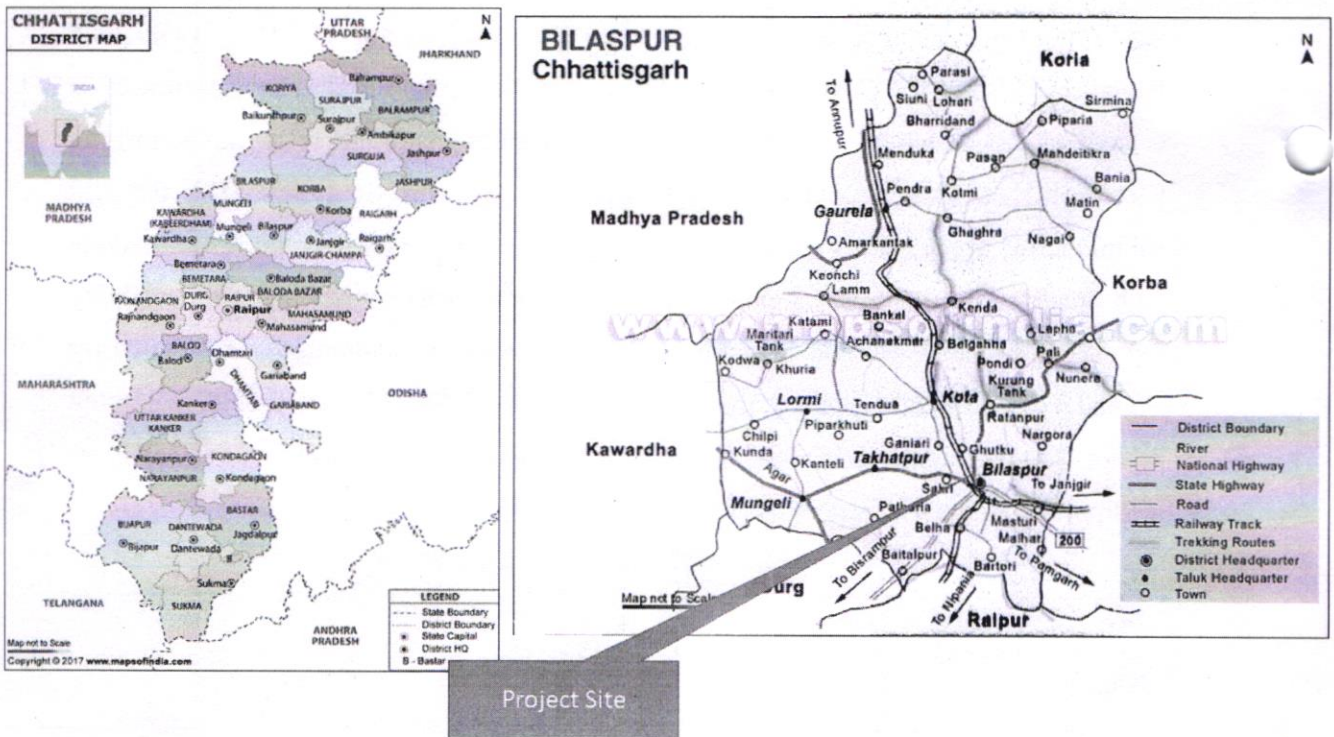 CHHATTISGARH
DISTRICT MAP
UTTAR
PRADESH
N
JHARKHAND
INDIA
Balrampur
KORIYA
SURAJPUR
BALRAMPUR
Baikunthpur
Surajpur
Ambikapur
SURGUJA
Jashpur
JASHPUR
BILASPUR
KORBA
MADHYA
PRADESH
MUNGELI
KAWARDHA
(KABEERDHAM)
Korba
RAIGARH
Mungeli
Bilaspur
Kawardha
Janjgir
Raigarh
JANJGIR-CHAMPA
Bemetara
BEMETARA
Baloda Bazar
BALODA BAZAR
RAJNANDGAON
DURG
Durg
RAIPUR
Raipur
Rajnandgaon
MAHASAMUND
Mahasamund
BALOD
Balod
Dhamtari
Gariaband
MAHARASHTRA
DHAMTARI
GARIABAND
ODISHA
Kanker
UTTAR KANKER
KANKER
Narayanpur
KONDAGAON
NARAYANPUR
Kondagaon
BASTAR
BIJAPUR
DANTEWADA
Jagdalpur
Bijapur
Dantewada
B
Sukma
SUKMA
TELANGANA
ANDHRA
PRADESH
LEGEND
State Boundary
District Boundary
State Capital
District HQ
B - Bastar
Map not to Scale
Copyright © 2017 www.mapsofindia.com
BILASPUR
Chhattisgarh
N
Koria
To Annupur
Parasi
Siuni
Lohari
Sirmina
Bharridand
Piparia
Menduka
Pasan
Mahdeitikra
Pendra
Kotmi
Bania
Madhya Pradesh
Gaurela
Matin
Ghaghra
Nagai
Amarkantak
Keonchi
Korba
Lamm
Kenda
www.mapsofindia.com
Katami
Bankal
Lapha
Maritari
Tank
Achanakmar
Belgahna
Kodwa
Khuria
Pondi
Pali
Kurung
Tank
Nunera
Lormi
Tendua
Kota
Ratanpur
Chilpi
Piparkhuti
Nargora
Kawardha
Kunda
Ganiari
Ghutku
Kanteli
Takhatpur
Bilaspur
Agar
Sakri
To Janjgir
Mungeli
Belha
Masturi
Malhar
200
To Bisrampur
Baitalpur
Bartori
To Pamgarh
Map not to Scale
To Nipania
Raipur
District Boundary
River
National Highway
State Highway
Road
Railway Track
Trekking Routes
District Headquarter
Taluk Headquarter
Town
Project Site